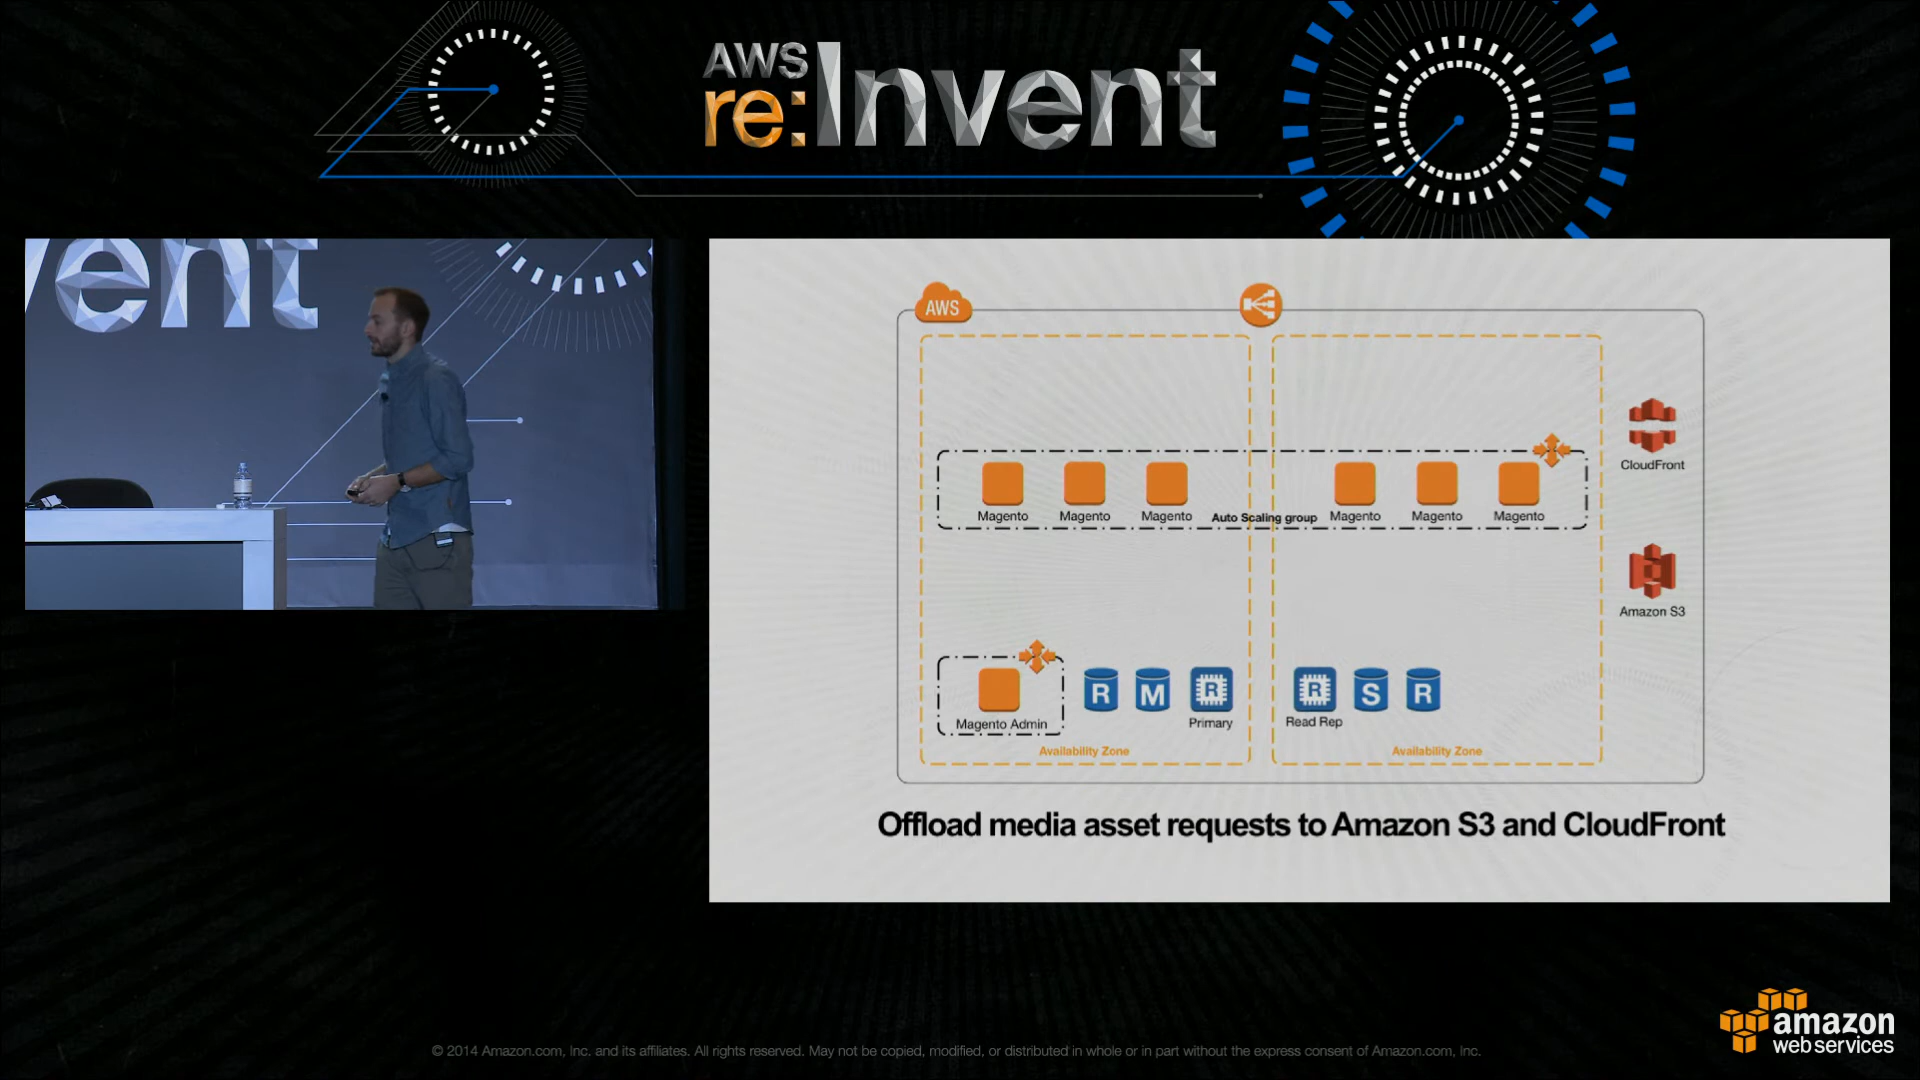 AWS
re:Invent
vent
AWS
CloudFront
Magento Magento Magento Auto Scaling group Magento Magento Magento
Amazon S3
R M R R S R
Magento Admin Primary Read Rep
Availability Zone Availability Zone
Offload media asset requests to Amazon S3 and CloudFront
amazon
web services
© 2014 Amazon.com, Inc. and its affiliates. All rights reserved. May not be copied, modified, or distributed in whole or in part without the express consent of Amazon.com, Inc.